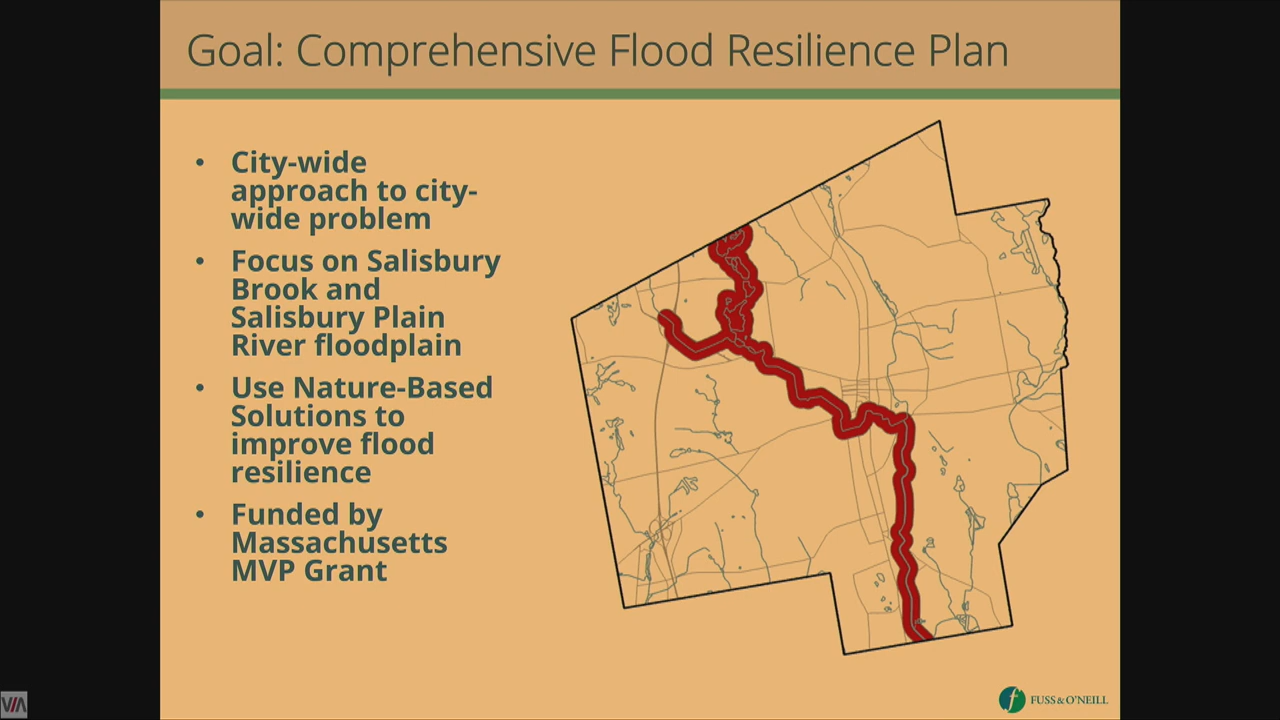 Goal: Comprehensive Flood Resilience Plan
• City-wide
approach to city-
wide problem
• Focus on Salisbury
Brook and
Salisbury Plain
River floodplain
• Use Nature-Based
Solutions to
improve flood
resilience
• Funded by
Massachusetts
MVP Grant
f FUSS & O'NEILL
VIA